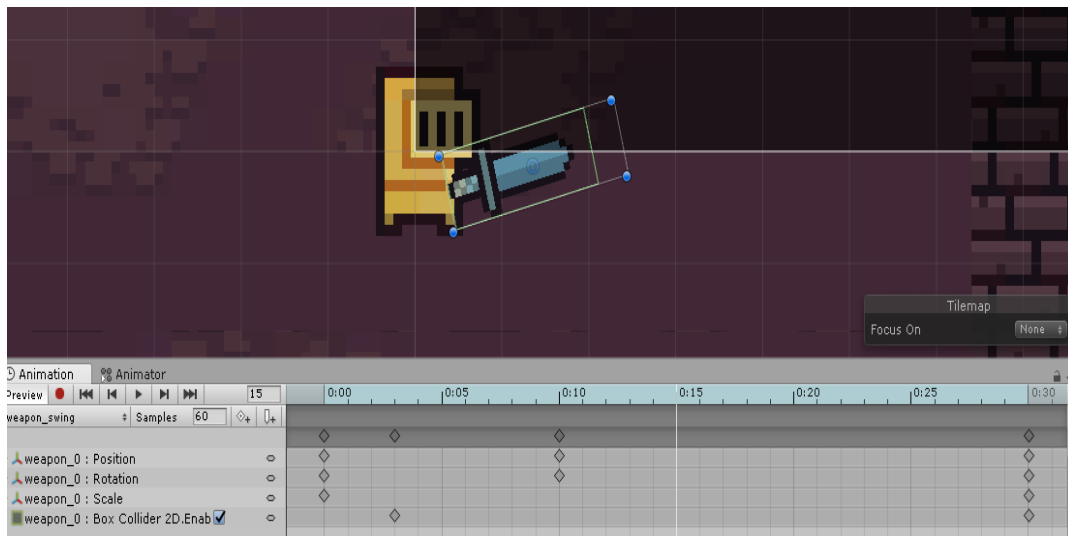 Tilemap
Focus On None
Animation Animator
Preview 15 0:00 0:05 0:10 0:15 0:20 0:25 0:30
weapon_swing Samples 60
weapon_0 : Position
weapon_0 : Rotation
weapon_0 : Scale
weapon_0 : Box Collider 2D.Enab